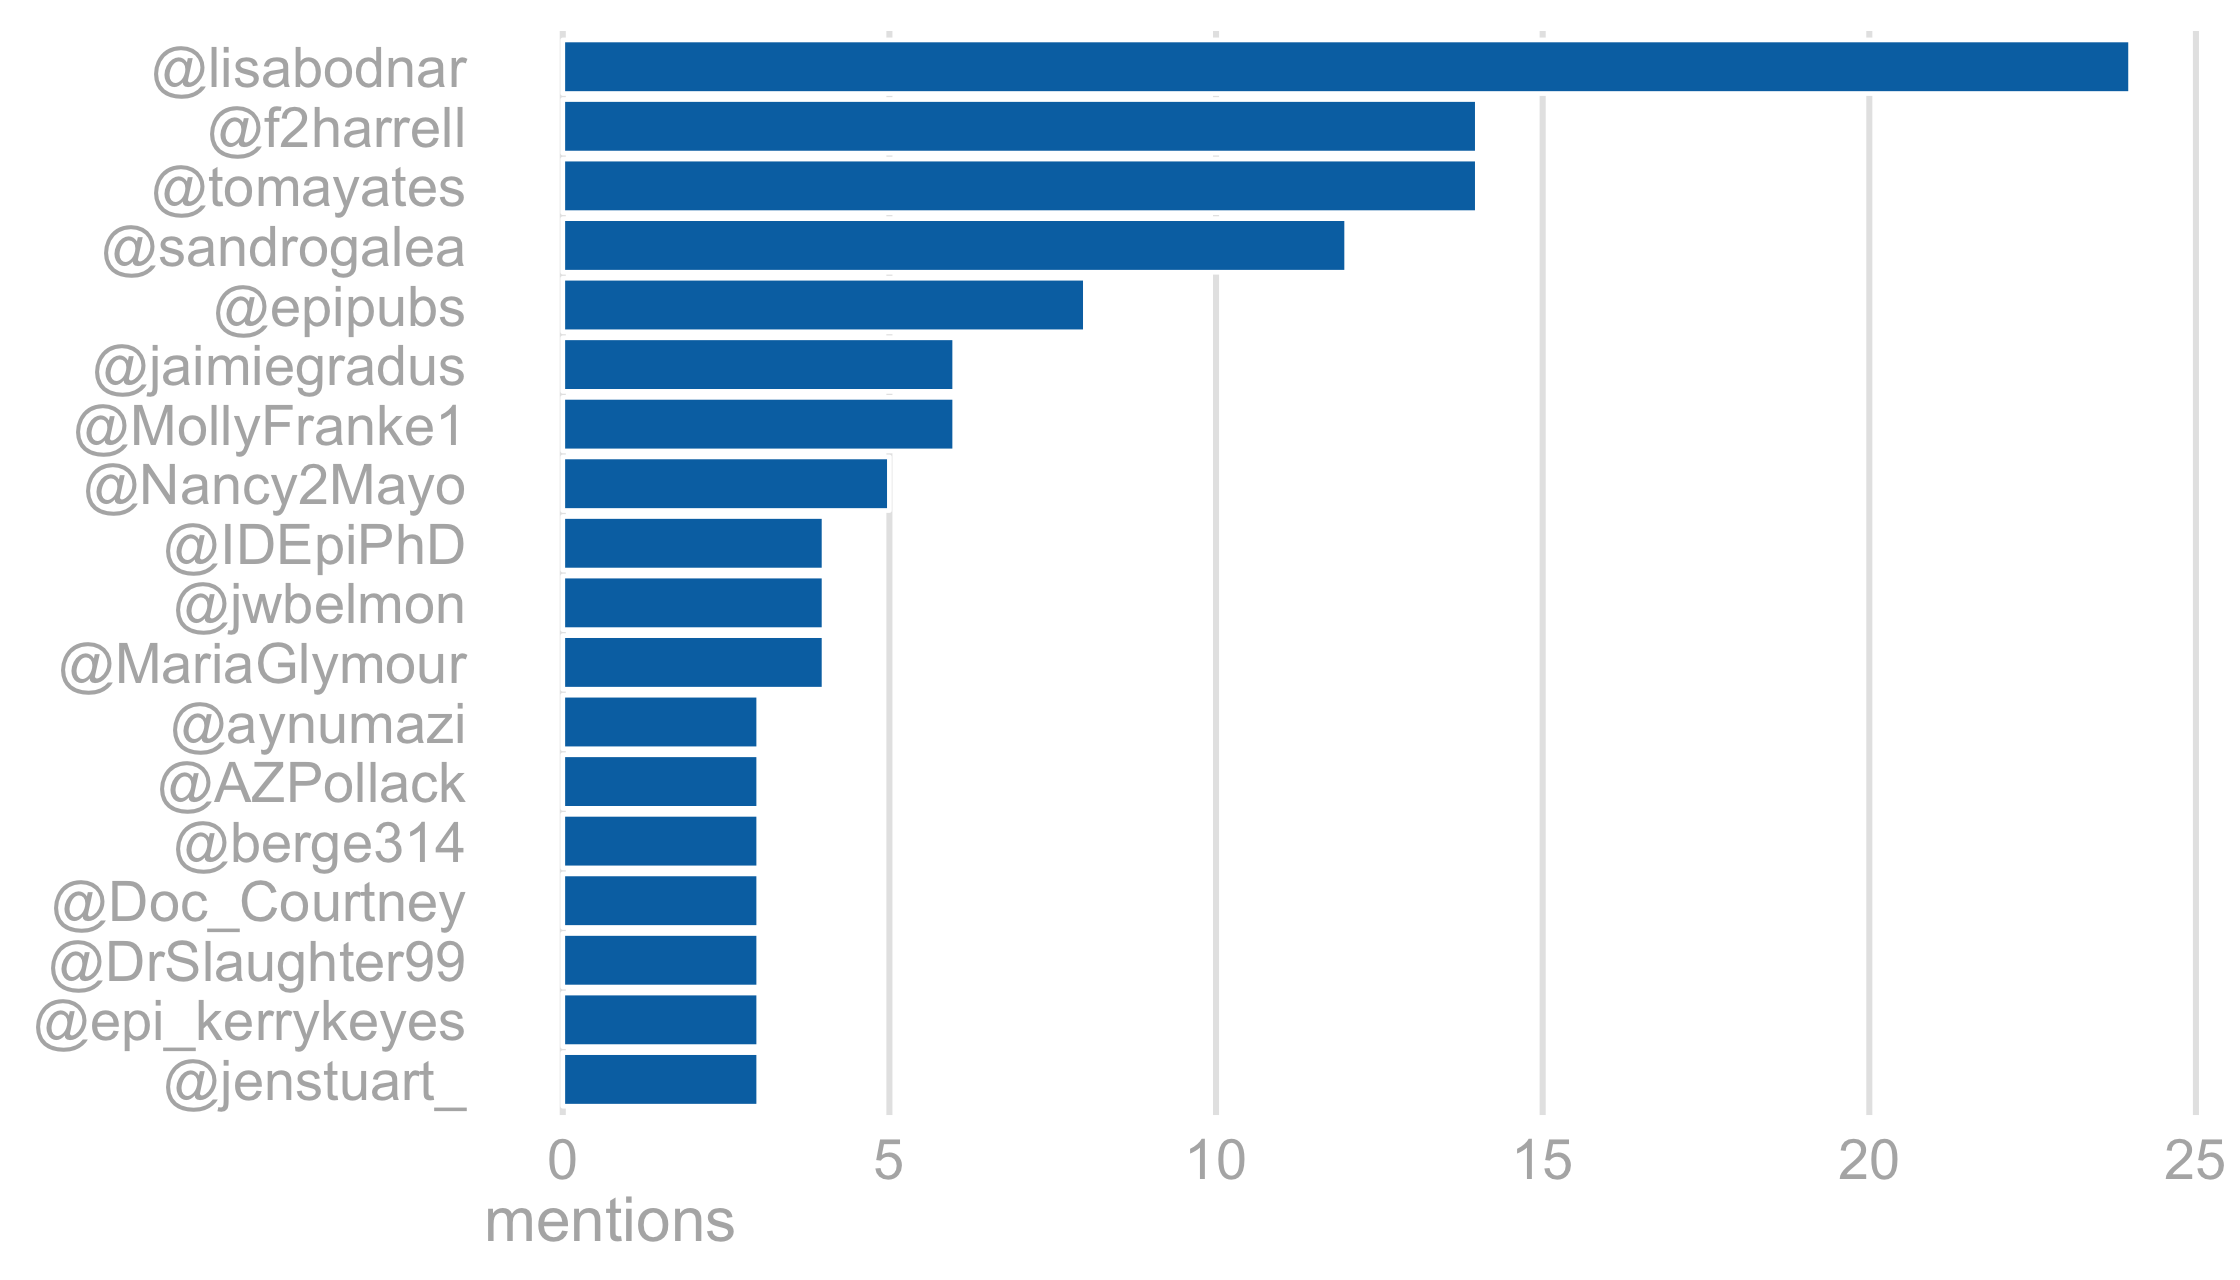 @lisabodnar
@f2harrell
@tomayates
@sandrogalea
@epipubs
@jaimiegradus
@MollyFranke1
@Nancy2Mayo
@IDEpiPhD
@jwbelmon
@MariaGlymour
@aynumazi
@AZPollack
@berge314
@Doc_Courtney
@DrSlaughter99
@epi_kerrykeyes
@jenstuart_
0 5 10 15 20 25
mentions